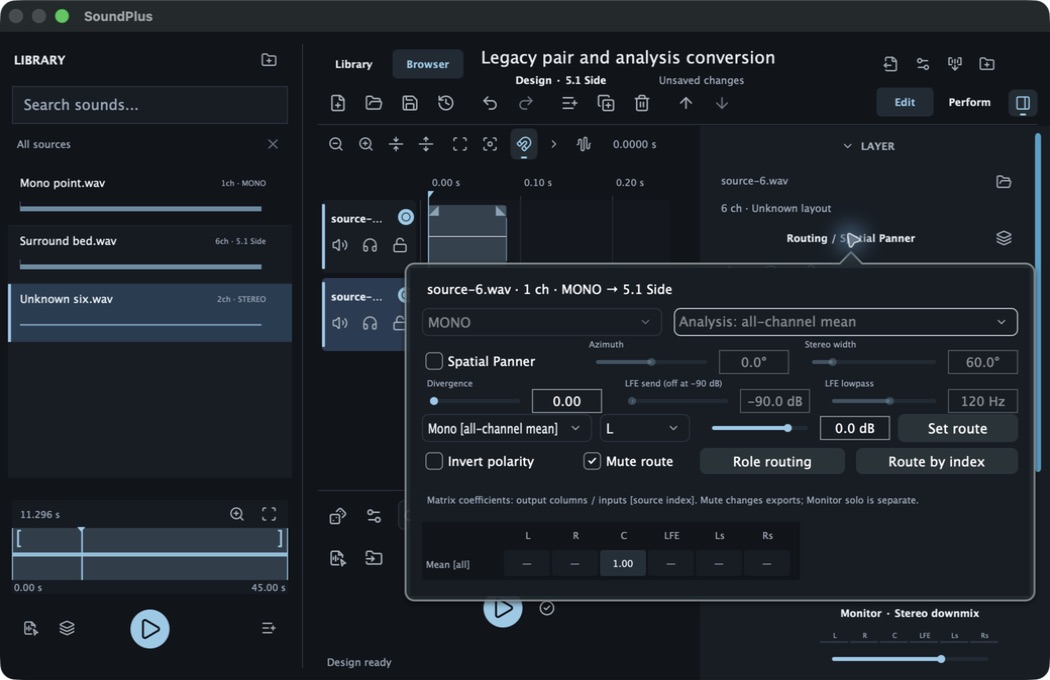 SoundPlus
LIBRARY
Search sounds...
All sources
Mono point.wav
1ch · MONO
Surround bed.wav
6ch · 5.1 Side
Unknown six.wav
2ch · STEREO
11.296 s
[ ]
0.00 s
45.00 s
Library
Browser
Legacy pair and analysis conversion
Design · 5.1 Side
Unsaved changes
Edit
Perform
0.0000 s
0.00 s
0.10 s
0.20 s
source-...
source-...
LAYER
source-6.wav
6 ch · Unknown layout
Routing / Spatial Panner
source-6.wav · 1 ch · MONO → 5.1 Side
MONO
Analysis: all-channel mean
Azimuth
Stereo width
Spatial Panner
0.0°
60.0°
Divergence
LFE send (off at −90 dB)
LFE lowpass
0.00
−90.0 dB
120 Hz
Mono [all-channel mean]
L
0.0 dB
Set route
Invert polarity
Mute route
Role routing
Route by index
Matrix coefficients: output columns / inputs [source index]. Mute changes exports; Monitor solo is separate.
L R C LFE Ls Rs
Mean [all] — — 1.00 — — —
Monitor · Stereo downmix
L R C LFE Ls Rs
Design ready